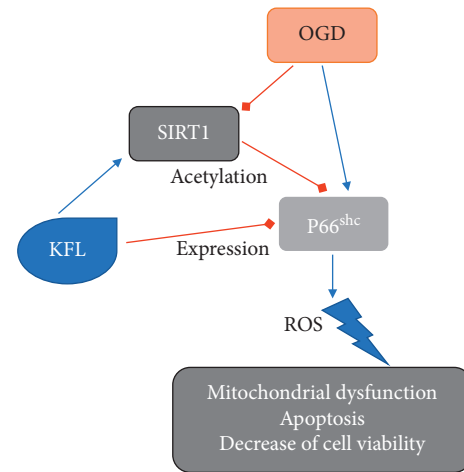 OGD
SIRT1
Acetylation
P66shc
KFL
Expression
ROS
Mitochondrial dysfunction
Apoptosis
Decrease of cell viability